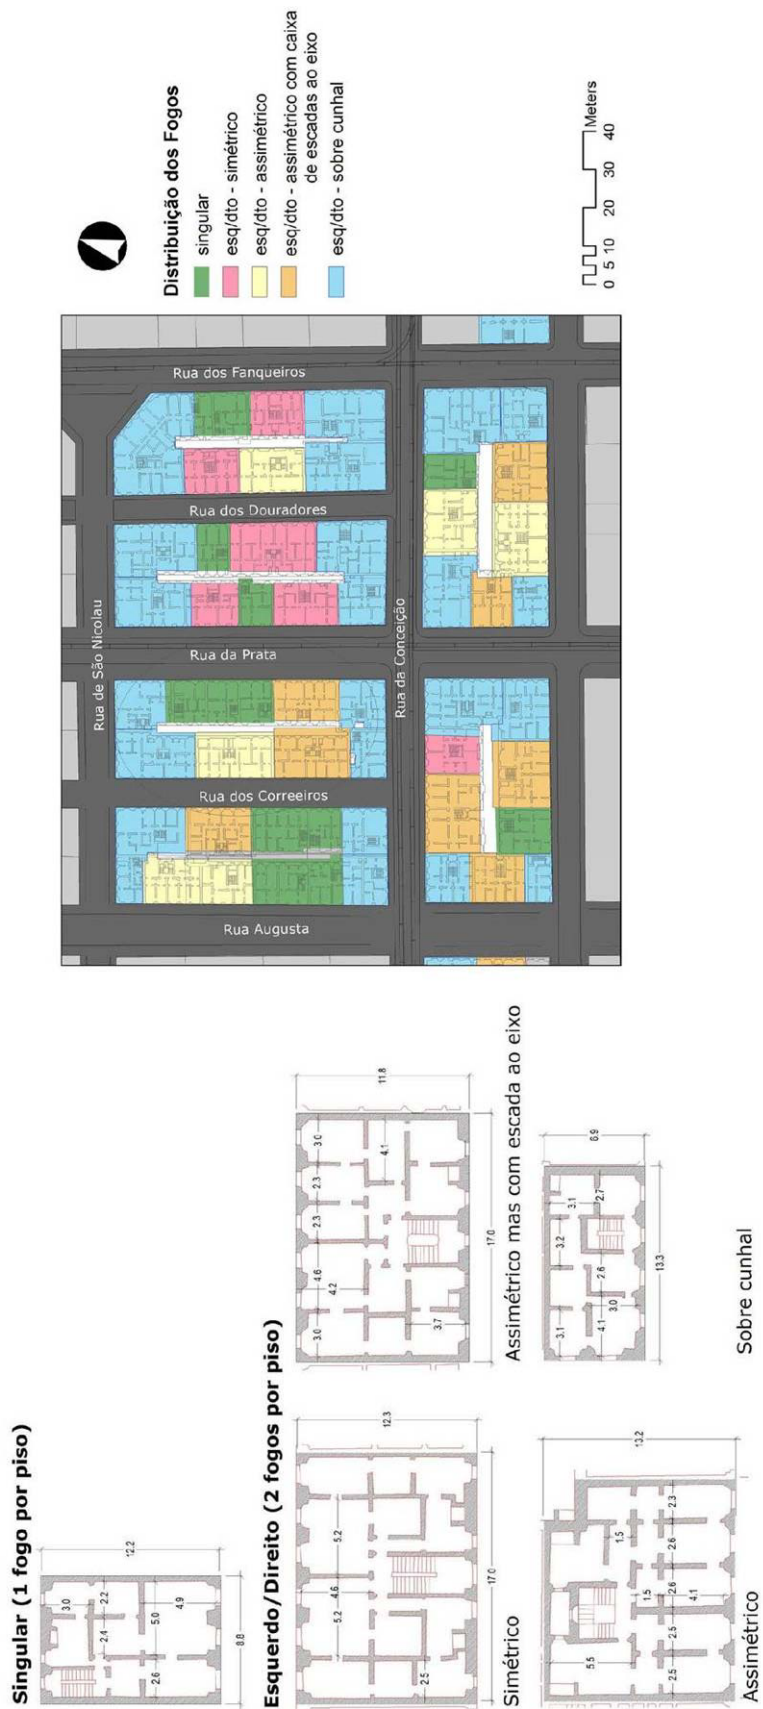 Distribuição dos Fogos
singular
esq/dto - simétrico
esq/dto - assimétrico
esq/dto - assimétrico com caixa
de escadas ao eixo
esq/dto - sobre cunhal
Meters
0 5 10 20 30 40
Rua dos Fanqueiros
Rua dos Douradores
Rua da Prata
Rua dos Correeiros
Rua Augusta
Rua de São Nicolau
Rua da Conceição
Singular (1 fogo por piso)
12.2
3.0
2.2
2.4
5.0
4.9
2.6
8.8
Esquerdo/Direito (2 fogos por piso)
12.3
5.2
4.6
5.2
2.5
17.0
Simétrico
11.8
3.0
2.3
2.3
4.6
3.0
4.1
4.2
3.7
17.0
Assimétrico mas com escada ao eixo
13.2
5.5
1.5
1.5
4.1
2.5
2.5
2.6
2.6
2.3
Assimétrico
6.9
3.1
3.2
3.1
2.7
2.6
4.1
3.0
13.3
Sobre cunhal